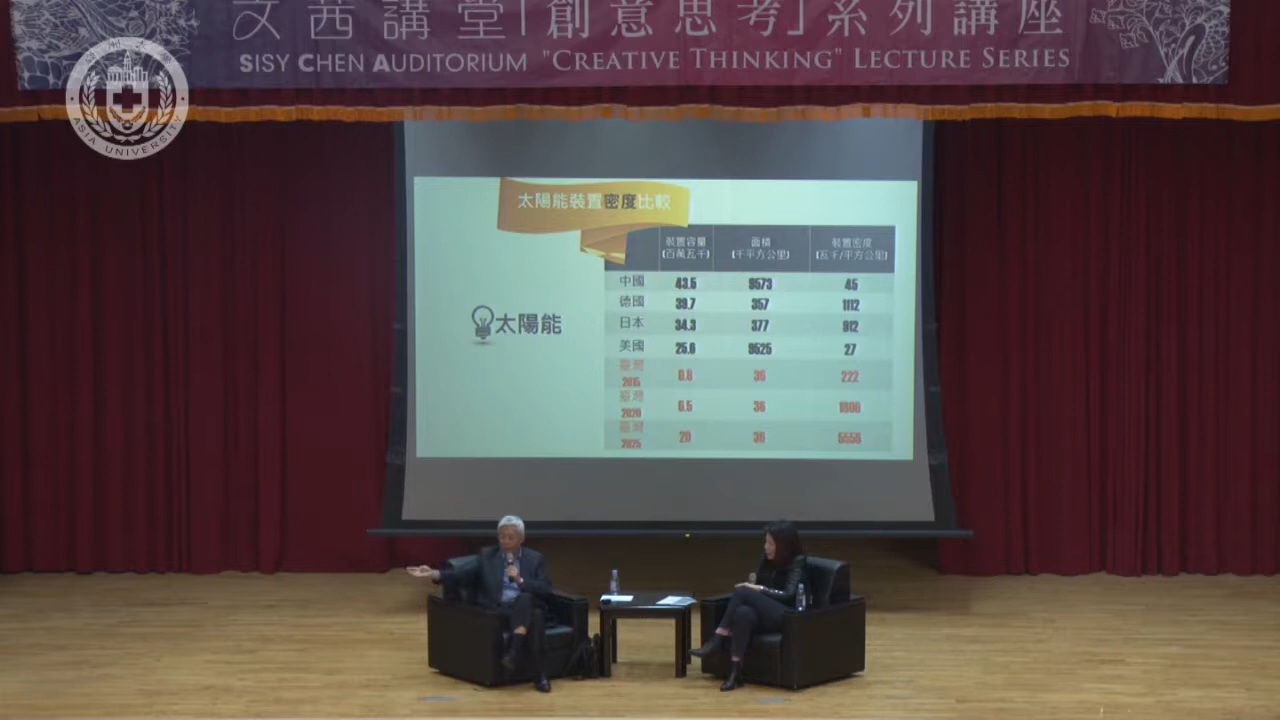 文茜講堂「創意思考」系列講座
SISY CHEN AUDITORIUM "CREATIVE THINKING" LECTURE SERIES
ASIA UNIVERSITY
太陽能裝置密度比較
太陽能
裝置容量 面積 裝置密度
(百萬瓦千) (千平方公里) (瓦千/平方公里)
中國 43.5 9573 45
德國 39.7 357 1112
日本 34.3 377 912
美國 25.6 9525 27
臺灣
2015 0.8 36 222
臺灣
2020 6.5 36 1806
臺灣
2025 20 36 5556